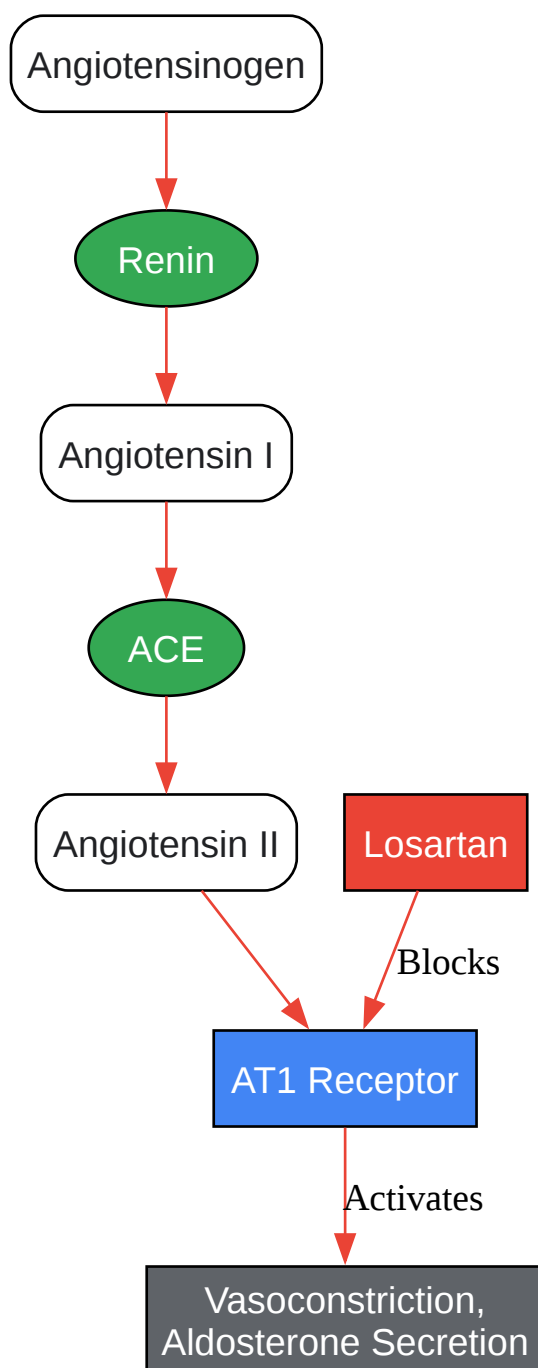 Angiotensinogen
Renin
Angiotensin I
ACE
Angiotensin II
Losartan
Blocks
AT1 Receptor
Activates
Vasoconstriction,
Aldosterone Secretion